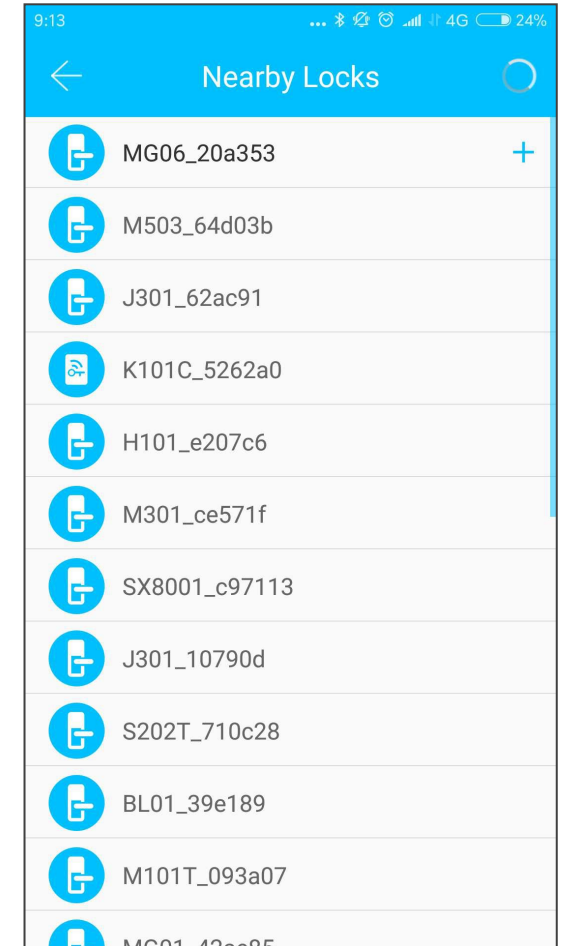 9:13 ... 4G 24%
Nearby Locks
MG06_20a353 +
M503_64d03b
J301_62ac91
K101C_5262a0
H101_e207c6
M301_ce571f
SX8001_c97113
J301_10790d
S202T_710c28
BL01_39e189
M101T_093a07